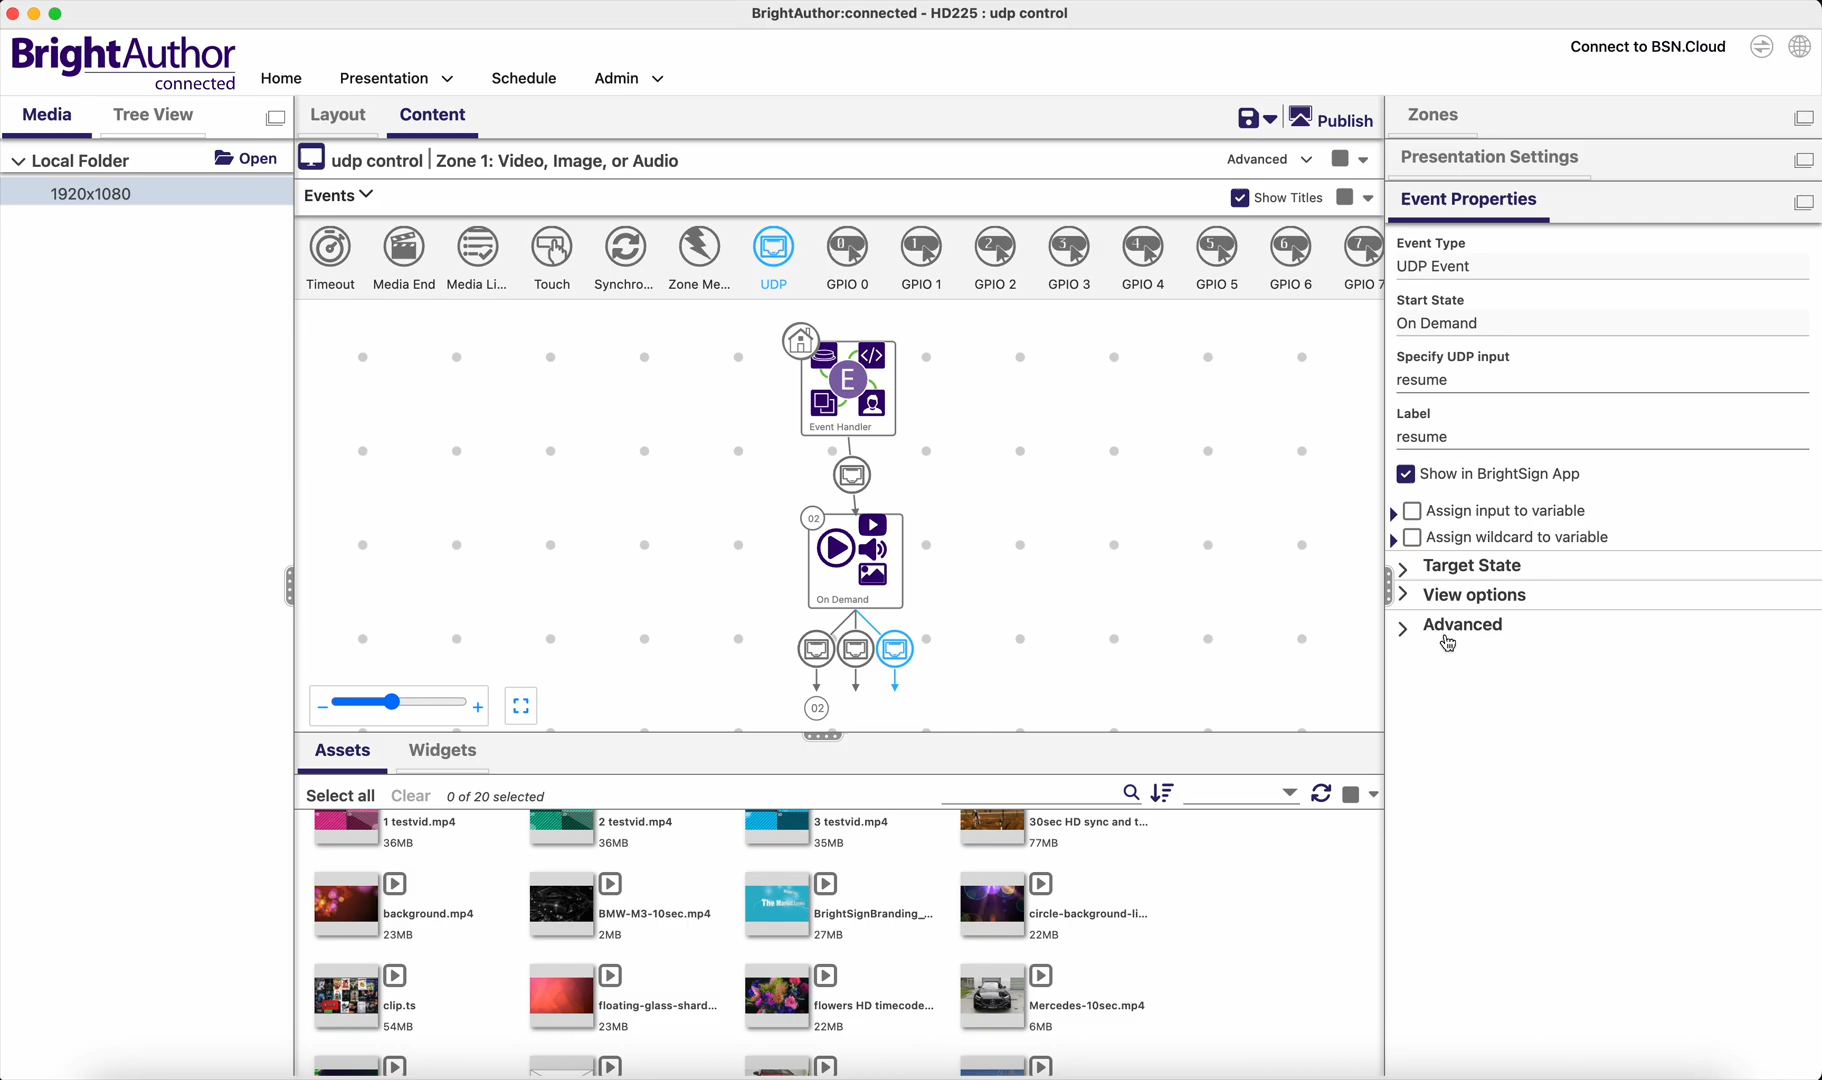 BrightAuthor:connected - HD225 : udp control
BrightAuthor
connected
Home
Presentation
Schedule
Admin
Connect to BSN.Cloud
Media
Tree View
Layout
Content
Publish
Zones
Local Folder
Open
udp control | Zone 1: Video, Image, or Audio
Advanced
Presentation Settings
1920x1080
Events
Show Titles
Event Properties
Timeout
Media End
Media Li...
Touch
Synchro...
Zone Me...
UDP
0
GPIO 0
1
GPIO 1
2
GPIO 2
3
GPIO 3
4
GPIO 4
5
GPIO 5
6
GPIO 6
7
GPIO 7
Event Type
UDP Event
Start State
On Demand
Specify UDP input
resume
Label
resume
Show in BrightSign App
Assign input to variable
Assign wildcard to variable
Target State
View options
Advanced
E
Event Handler
02
On Demand
02
Assets
Widgets
Select all
Clear
0 of 20 selected
1 testvid.mp4
36MB
2 testvid.mp4
36MB
3 testvid.mp4
35MB
30sec HD sync and t...
77MB
background.mp4
23MB
BMW-M3-10sec.mp4
2MB
BrightSignBranding_...
27MB
circle-background-li...
22MB
clip.ts
54MB
floating-glass-shard...
23MB
flowers HD timecode...
22MB
Mercedes-10sec.mp4
6MB